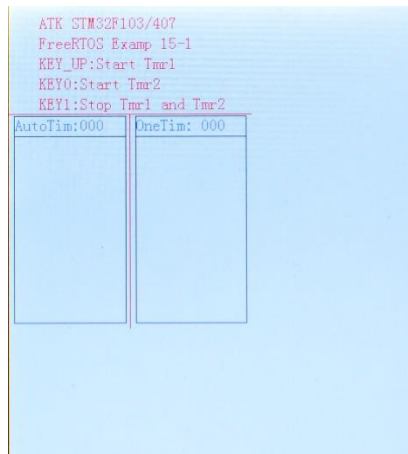 ATK STM32F103/407
FreeRTOS Examp 15-1
KEY_UP:Start Tmr1
KEY0:Start Tmr2
KEY1:Stop Tmr1 and Tmr2
AutoTim:000
OneTim: 000